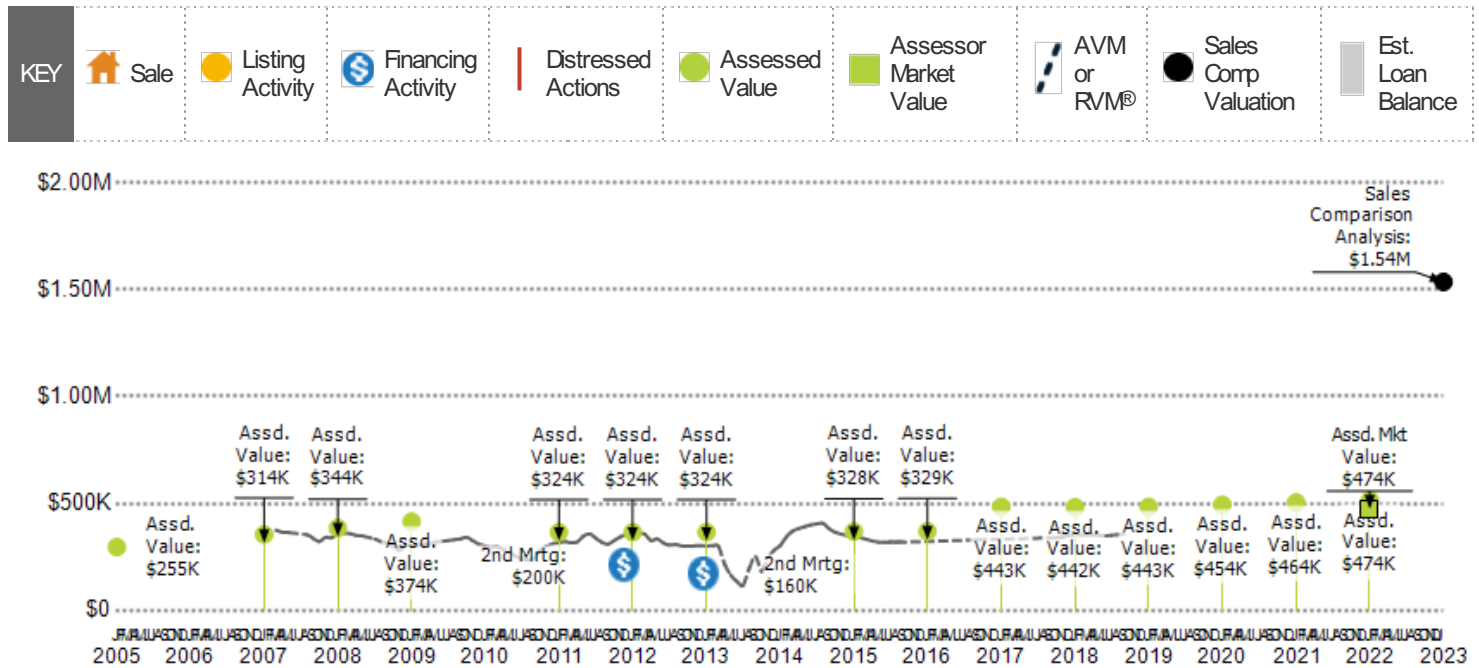 KEY
Sale
Listing
Activity
Financing
Activity
Distressed
Actions
Assessed
Value
Assessor
Market
Value
AVM
or
RVM®
Sales
Comp
Valuation
Est.
Loan
Balance
$2.00M
Sales
Comparison
Analysis:
$1.54M
$1.50M
$1.00M
Assd.
Value:
$314K
Assd.
Value:
$344K
Assd.
Value:
$324K
Assd.
Value:
$324K
Assd.
Value:
$324K
Assd.
Value:
$328K
Assd.
Value:
$329K
Assd. Mkt
Value:
$474K
$500K
Assd.
Value:
$255K
Assd.
Value:
$374K
2nd Mrtg:
$200K
2nd Mrtg:
$160K
Assd.
Value:
$443K
Assd.
Value:
$442K
Assd.
Value:
$443K
Assd.
Value:
$454K
Assd.
Value:
$464K
Assd.
Value:
$474K
$0
2005 2006 2007 2008 2009 2010 2011 2012 2013 2014 2015 2016 2017 2018 2019 2020 2021 2022 2023